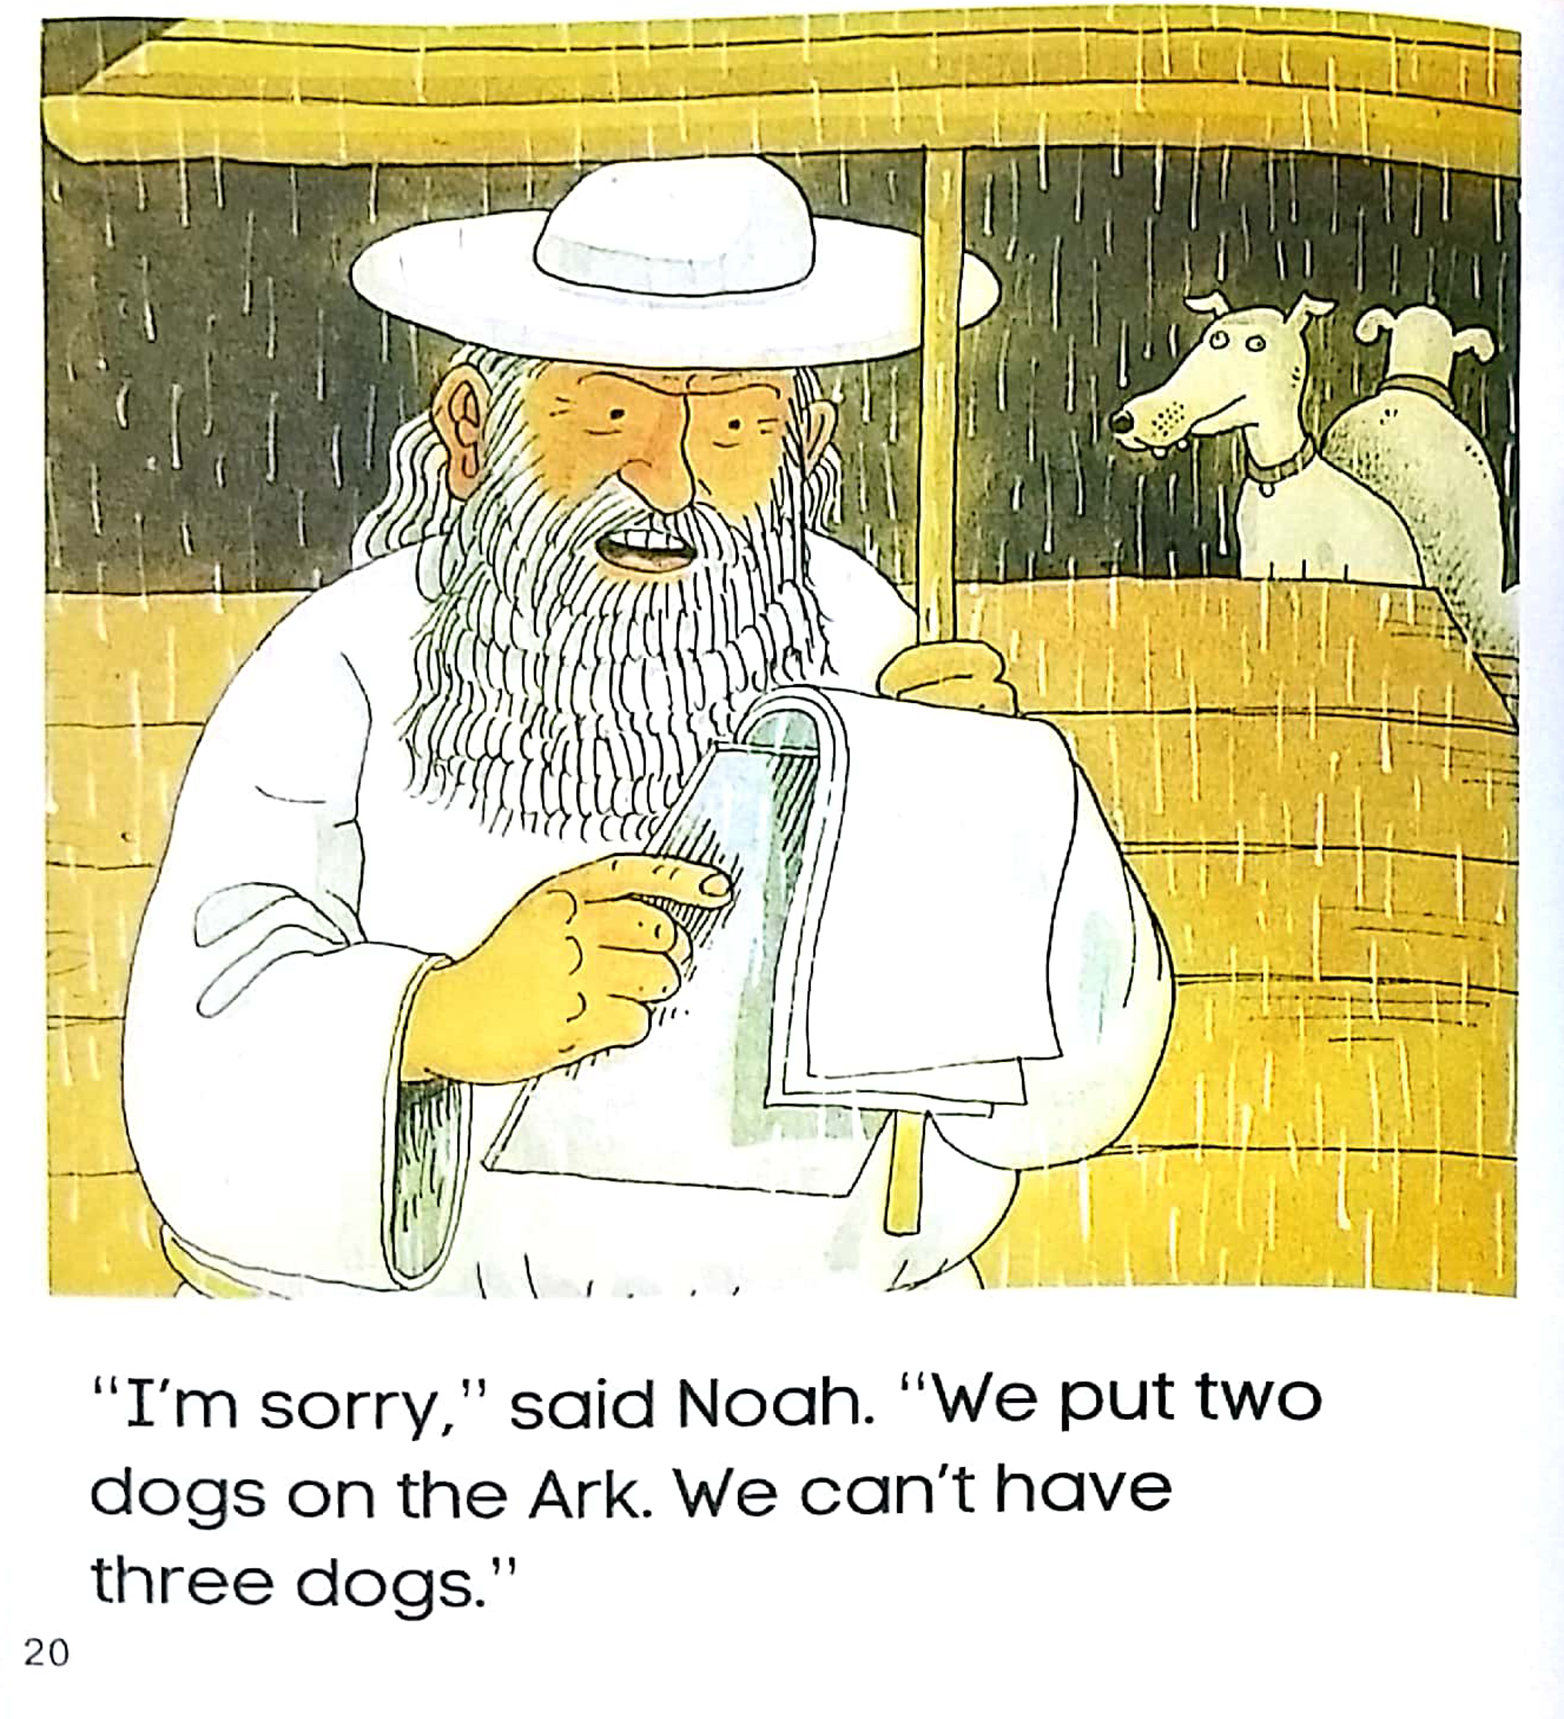 “I’m sorry,” said Noah. “We put two
dogs on the Ark. We can’t have
three dogs.”
20